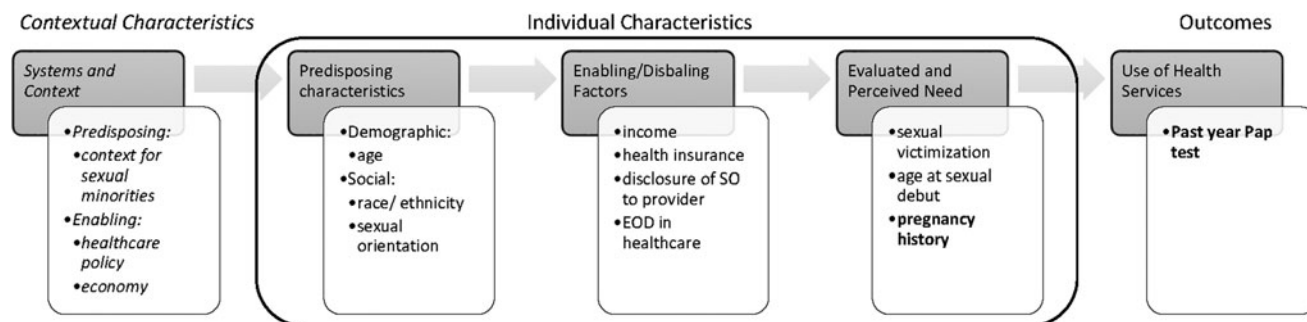 Contextual Characteristics
Individual Characteristics
Outcomes
Systems and
Context
•Predisposing:
•context for
sexual
minorities
•Enabling:
•healthcare
policy
•economy
Predisposing
characteristics
•Demographic:
•age
•Social:
•race/ ethnicity
•sexual
orientation
Enabling/Disbaling
Factors
•income
•health insurance
•disclosure of SO
to provider
•EOD in
healthcare
Evaluated and
Perceived Need
•sexual
victimization
•age at sexual
debut
•pregnancy
history
Use of Health
Services
•Past year Pap
test